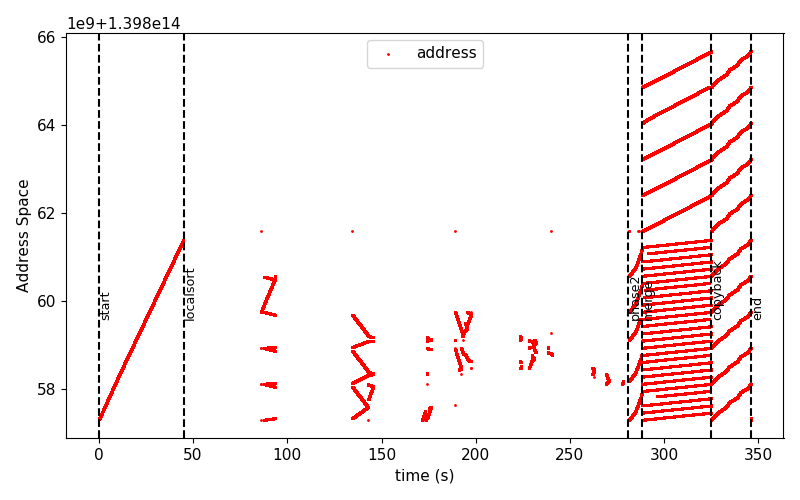 1e9+1.398e14
address
Address Space
66
64
62
60
58
start
localsort
phase2
merge
copyback
end
0
50
100
150
200
250
300
350
time (s)